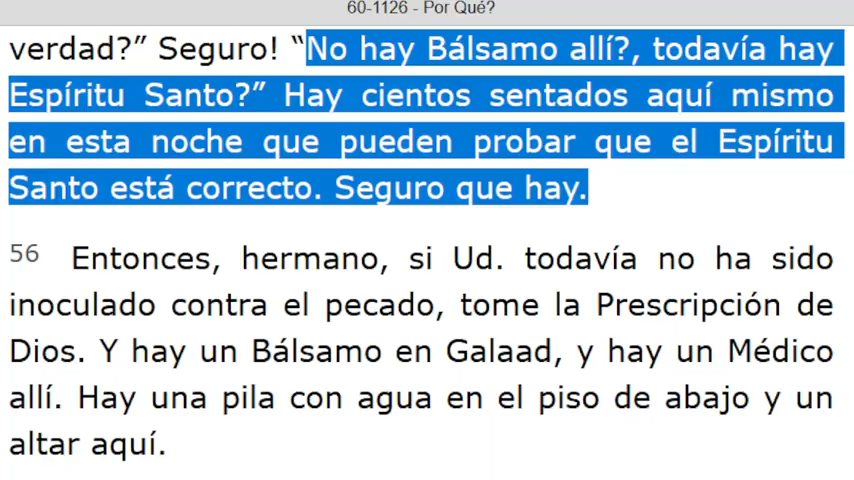 60-1126 - Por Qué?
verdad?” Seguro! “No hay Bálsamo allí?, todavía hay
Espíritu Santo?” Hay cientos sentados aquí mismo
en esta noche que pueden probar que el Espíritu
Santo está correcto. Seguro que hay.
56 Entonces, hermano, si Ud. todavía no ha sido
inoculado contra el pecado, tome la Prescripción de
Dios. Y hay un Bálsamo en Galaad, y hay un Médico
allí. Hay una pila con agua en el piso de abajo y un
altar aquí.